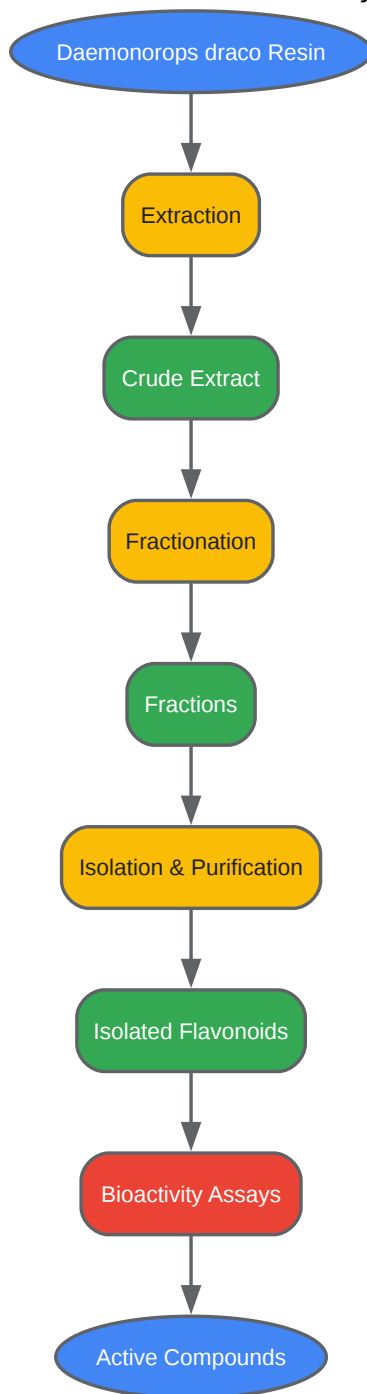 Daemonorops draco Resin
Extraction
Crude Extract
Fractionation
Fractions
Isolation & Purification
Isolated Flavonoids
Bioactivity Assays
Active Compounds